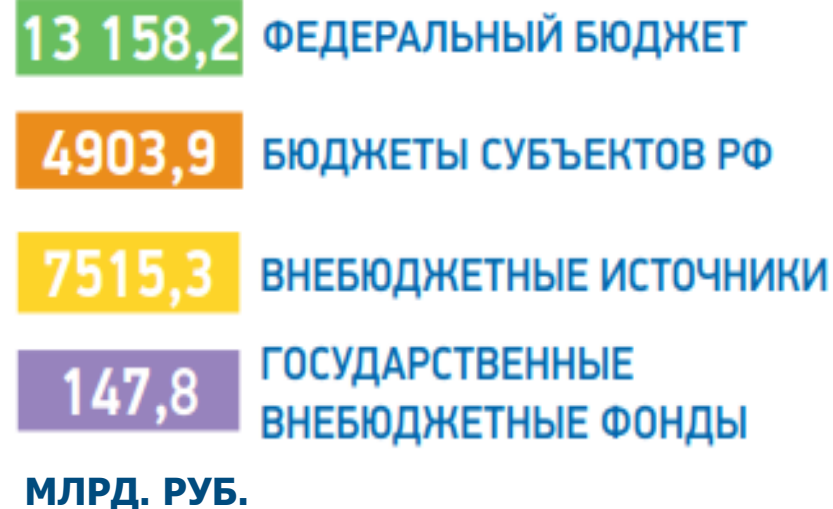 13 158,2 ФЕДЕРАЛЬНЫЙ БЮДЖЕТ
4903,9 БЮДЖЕТЫ СУБЪЕКТОВ РФ
7515,3 ВНЕБЮДЖЕТНЫЕ ИСТОЧНИКИ
147,8 ГОСУДАРСТВЕННЫЕ
ВНЕБЮДЖЕТНЫЕ ФОНДЫ
МЛРД. РУБ.